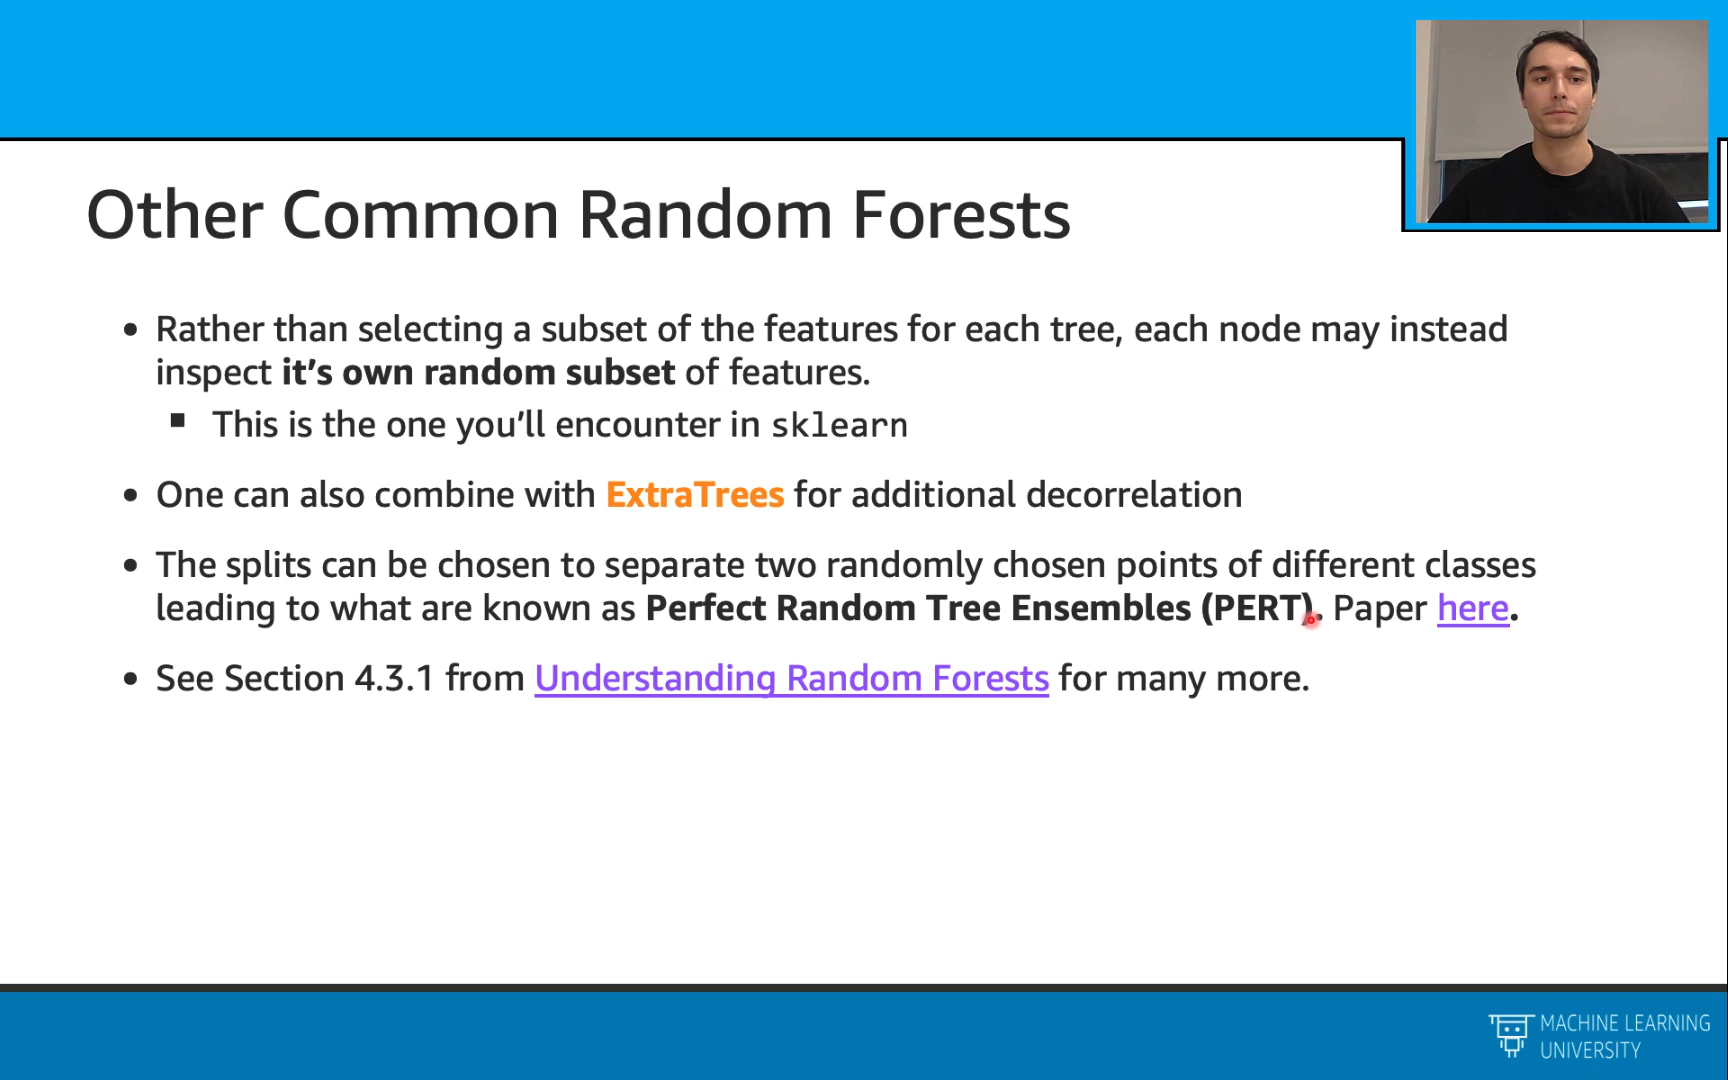 Other Common Random Forests
• Rather than selecting a subset of the features for each tree, each node may instead
inspect it’s own random subset of features.
▪ This is the one you’ll encounter in sklearn
• One can also combine with ExtraTrees for additional decorrelation
• The splits can be chosen to separate two randomly chosen points of different classes
leading to what are known as Perfect Random Tree Ensembles (PERT). Paper here.
• See Section 4.3.1 from Understanding Random Forests for many more.
MACHINE LEARNING
UNIVERSITY